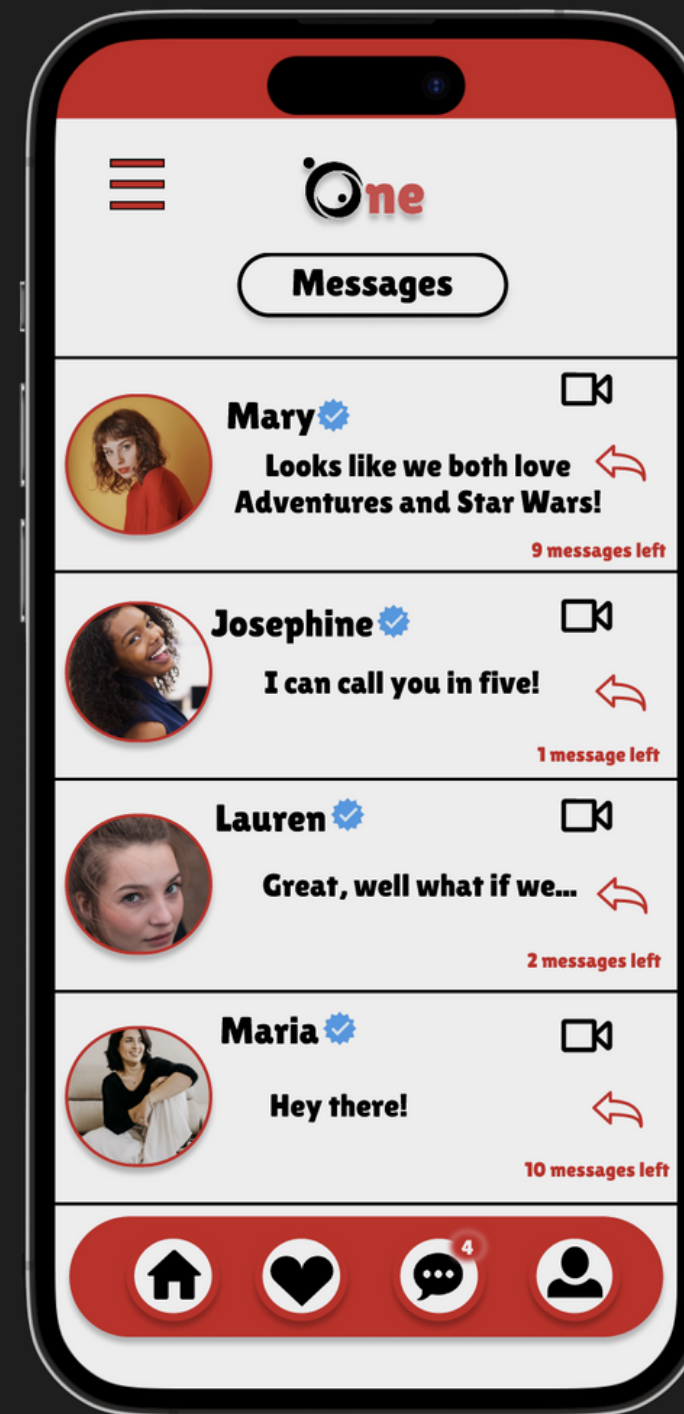 One
Messages
Mary
Looks like we both love
Adventures and Star Wars!
9 messages left
Josephine
I can call you in five!
1 message left
Lauren
Great, well what if we...
2 messages left
Maria
Hey there!
10 messages left
4